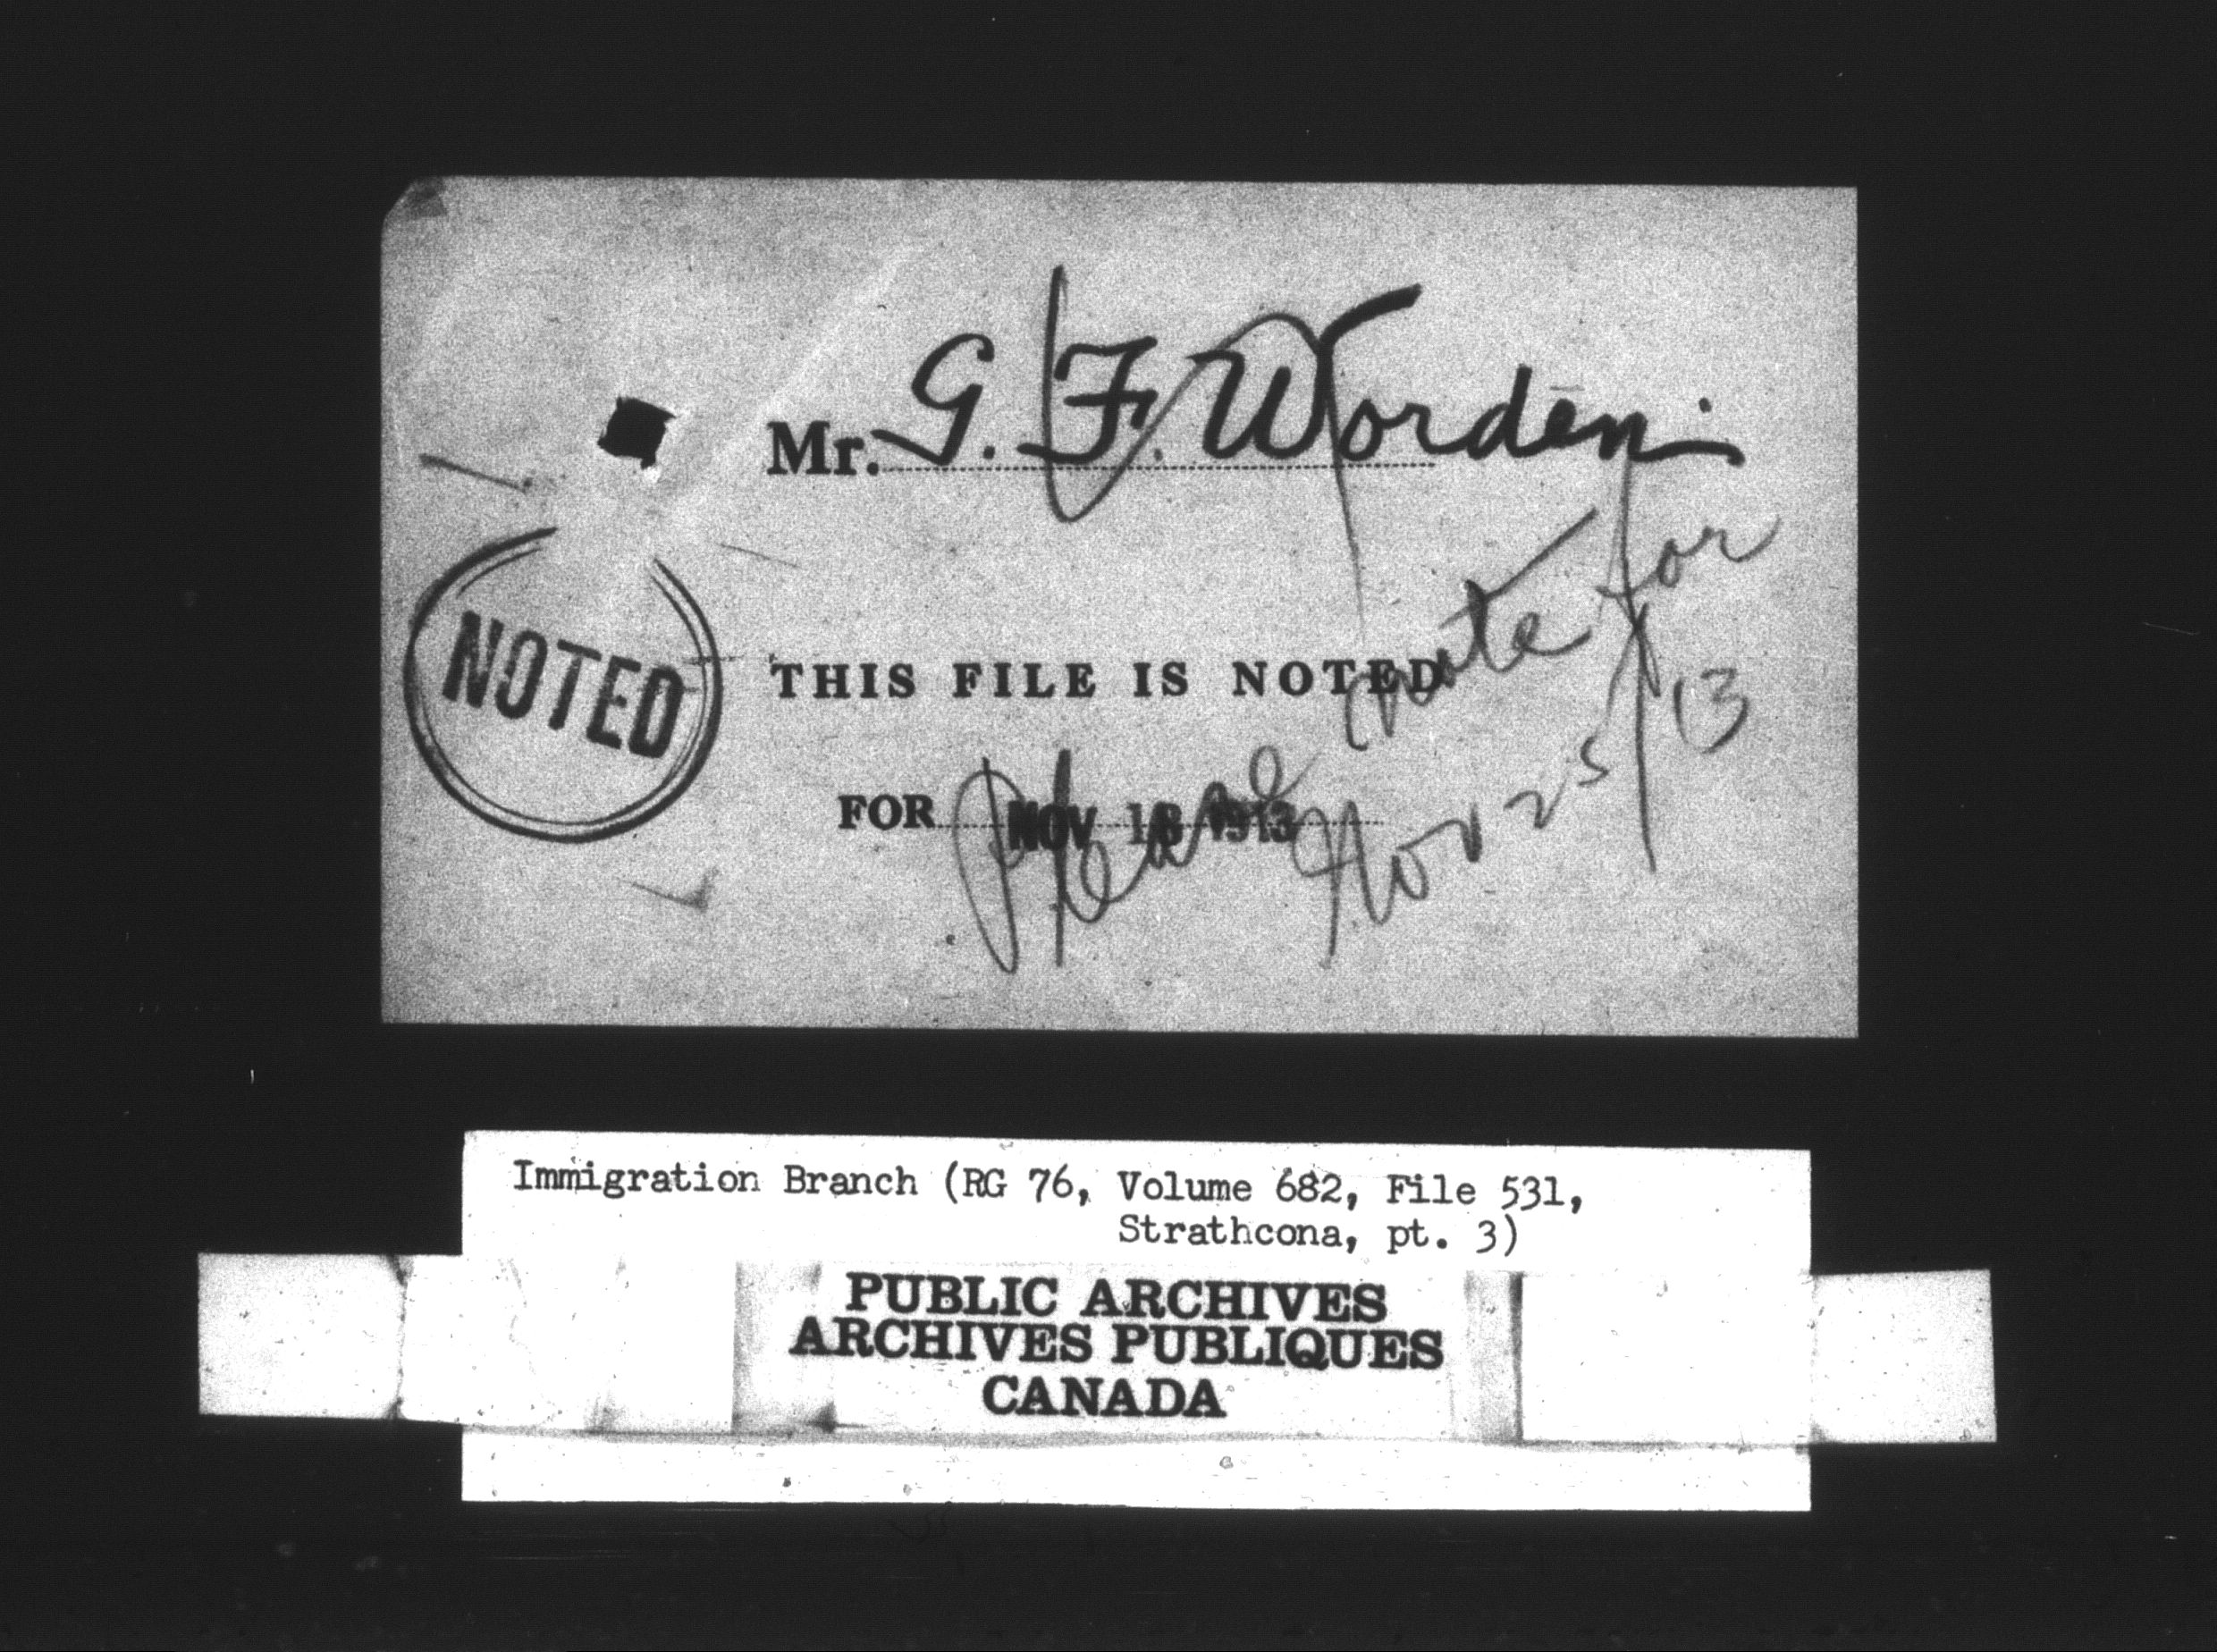 Mr. G. F. Worden.
NOTED
THIS FILE IS NOTED
FOR NOV 18 1913
Please note for
Nov 25/13
Immigration Branch (RG 76, Volume 682, File 531,
Strathcona, pt. 3)
PUBLIC ARCHIVES
ARCHIVES PUBLIQUES
CANADA